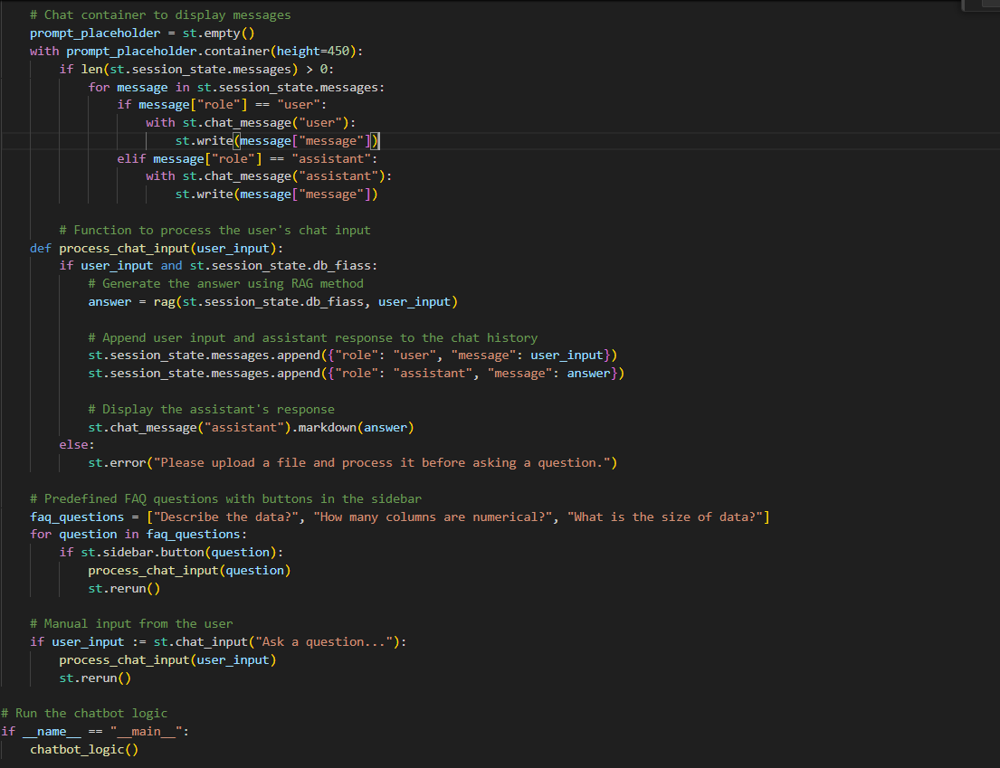 # Chat container to display messages
    prompt_placeholder = st.empty()
    with prompt_placeholder.container(height=450):
        if len(st.session_state.messages) > 0:
            for message in st.session_state.messages:
                if message["role"] == "user":
                    with st.chat_message("user"):
                        st.write(message["message"])
                elif message["role"] == "assistant":
                    with st.chat_message("assistant"):
                        st.write(message["message"])

        # Function to process the user's chat input
    def process_chat_input(user_input):
        if user_input and st.session_state.db_fiass:
            # Generate the answer using RAG method
            answer = rag(st.session_state.db_fiass, user_input)

            # Append user input and assistant response to the chat history
            st.session_state.messages.append({"role": "user", "message": user_input})
            st.session_state.messages.append({"role": "assistant", "message": answer})

            # Display the assistant's response
            st.chat_message("assistant").markdown(answer)
        else:
            st.error("Please upload a file and process it before asking a question.")

    # Predefined FAQ questions with buttons in the sidebar
    faq_questions = ["Describe the data?", "How many columns are numerical?", "What is the size of data?"]
    for question in faq_questions:
        if st.sidebar.button(question):
            process_chat_input(question)
            st.rerun()

    # Manual input from the user
    if user_input := st.chat_input("Ask a question..."):
        process_chat_input(user_input)
        st.rerun()

# Run the chatbot logic
if __name__ == "__main__":
    chatbot_logic()